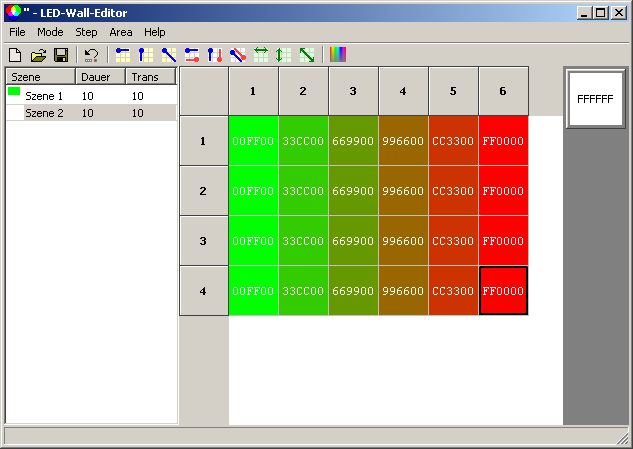 " - LED-Wall-Editor
File Mode Step Area Help
Szene Dauer Trans
Szene 1 10 10
Szene 2 10 10
1 2 3 4 5 6
1 00FF00 33CC00 669900 996600 CC3300 FF0000
2 00FF00 33CC00 669900 996600 CC3300 FF0000
3 00FF00 33CC00 669900 996600 CC3300 FF0000
4 00FF00 33CC00 669900 996600 CC3300 FF0000
FFFFFF